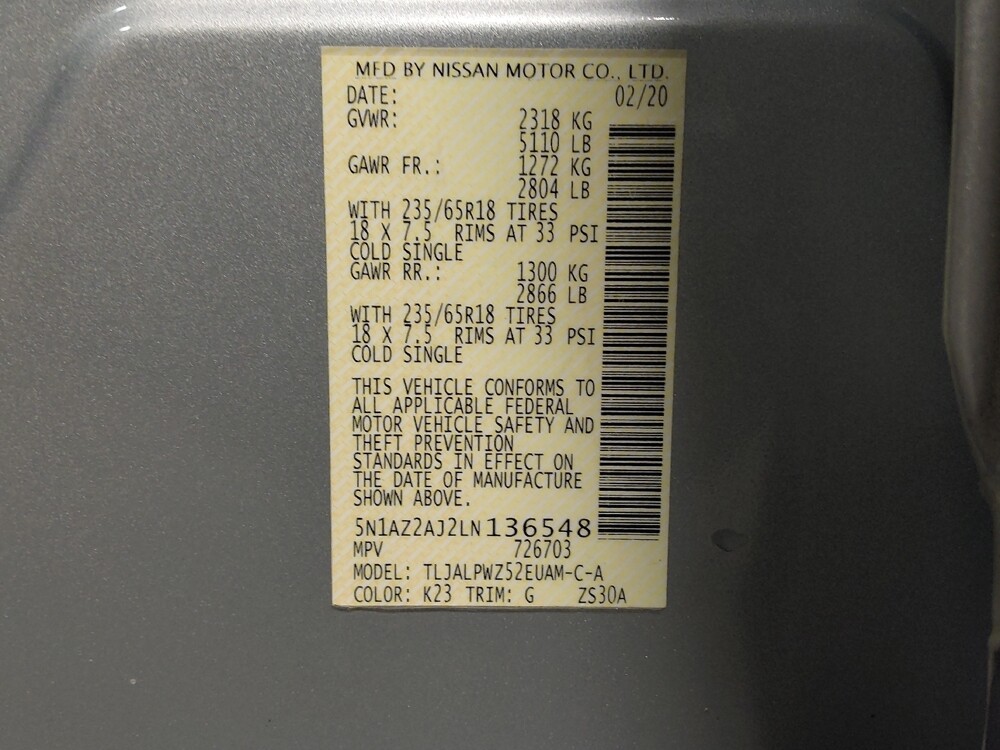 MFD BY NISSAN MOTOR CO., LTD.
DATE: 02/20
GVWR: 2318 KG
5110 LB
GAWR FR.: 1272 KG
2804 LB
WITH 235/65R18 TIRES
18 X 7.5 RIMS AT 33 PSI
COLD SINGLE
GAWR RR.: 1300 KG
2866 LB
WITH 235/65R18 TIRES
18 X 7.5 RIMS AT 33 PSI
COLD SINGLE
THIS VEHICLE CONFORMS TO
ALL APPLICABLE FEDERAL
MOTOR VEHICLE SAFETY AND
THEFT PREVENTION
STANDARDS IN EFFECT ON
THE DATE OF MANUFACTURE
SHOWN ABOVE.
5N1AZ2AJ2LN136548
MPV 726703
MODEL: TLJALPWZ52EUAM-C-A
COLOR: K23 TRIM: G ZS30A